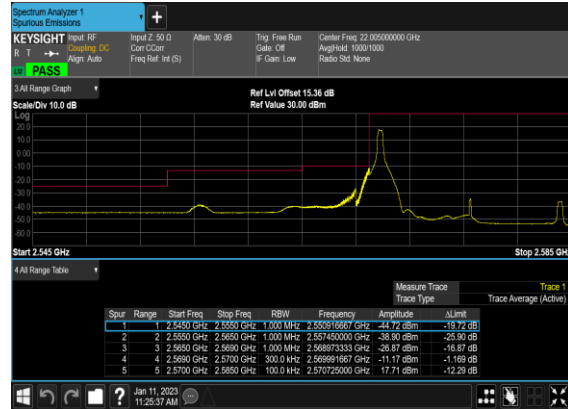 Spectrum Analyzer 1
Spurious Emissions
KEYSIGHT Input: RF Input Z: 50 Ω Atten: 30 dB Trig: Free Run Center Freq: 22.005000000 GHz
R T Coupling: DC Corr CCorr Gate: Off Avg|Hold: 1000/1000
Align: Auto Freq Ref: Int (S) IF Gain: Low Radio Std: None
PASS
3 All Range Graph
Ref Lvl Offset 15.36 dB
Scale/Div 10.0 dB Ref Value 30.00 dBm
Log
20.0
10.0
0.00
-10.0
-20.0
-30.0
-40.0
-50.0
-60.0
Start 2.545 GHz Stop 2.585 GHz
4 All Range Table
Measure Trace Trace 1
Trace Type Trace Average (Active)
Spur Range Start Freq Stop Freq RBW Frequency Amplitude ΔLimit
1 1 2.5450 GHz 2.5550 GHz 1.000 MHz 2.550916667 GHz -44.72 dBm -19.72 dB
2 2 2.5550 GHz 2.5650 GHz 1.000 MHz 2.557450000 GHz -38.90 dBm -25.90 dB
3 3 2.5650 GHz 2.5690 GHz 1.000 MHz 2.568973333 GHz -26.87 dBm -16.87 dB
4 4 2.5690 GHz 2.5700 GHz 300.0 kHz 2.569991667 GHz -11.17 dBm -1.169 dB
5 5 2.5700 GHz 2.5850 GHz 100.0 kHz 2.570725000 GHz 17.71 dBm -12.29 dB
Jan 11, 2023
11:25:37 AM